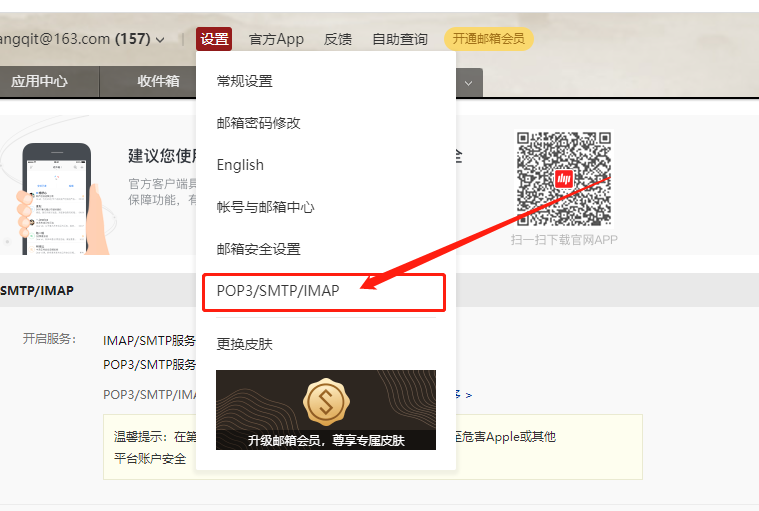 angqit@163.com (157)
设置
官方App
反馈
自助查询
开通邮箱会员
应用中心
收件箱
常规设置
邮箱密码修改
English
帐号与邮箱中心
邮箱安全设置
POP3/SMTP/IMAP
更换皮肤
升级邮箱会员，尊享专属皮肤
建议您使用
全
官方客户端具
保障功能，有
扫一扫下载官网APP
SMTP/IMAP
开启服务：
IMAP/SMTP服务
POP3/SMTP服务
POP3/SMTP/IMA
多 >
温馨提示：在第 至危害Apple或其他
平台账户安全